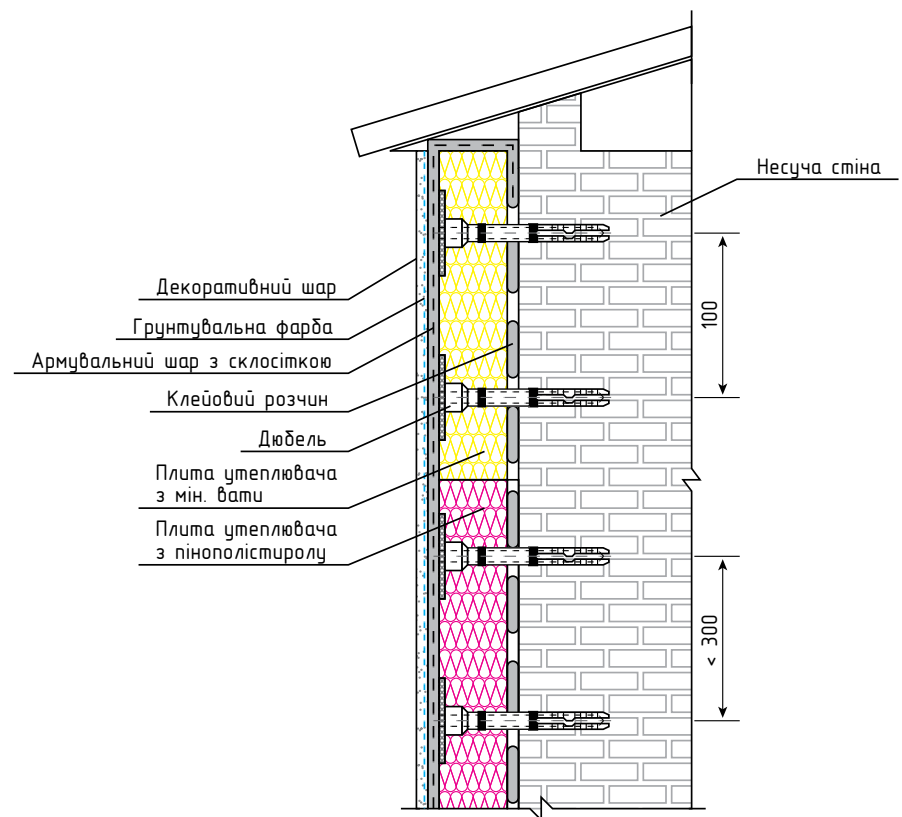 Несуча стіна
Декоративний шар
Грунтувальна фарба
Армувальний шар з склосіткою
Клейовий розчин
Дюбель
Плита утеплювача
з мін. вати
Плита утеплювача
з пінополістиролу
100
< 300